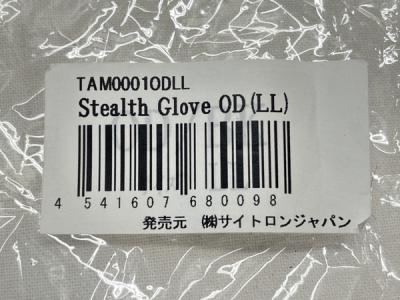 TAM0001ODLL
Stealth Glove OD(LL)
4 541607 680098
発売元 ㈱サイトロンジャパン